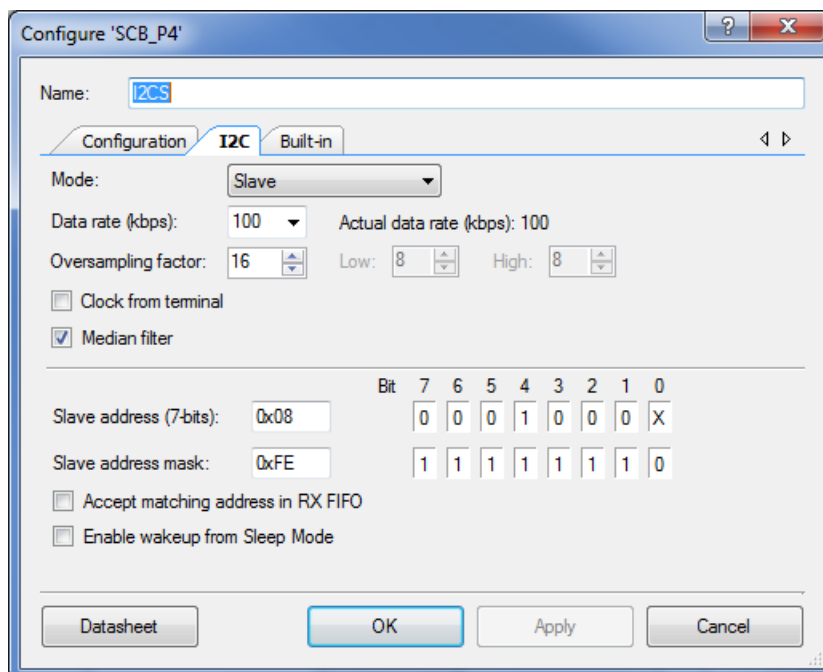 Configure 'SCB_P4'
?
Name: I2CS
Configuration I2C Built-in
Mode: Slave
Data rate (kbps): 100 Actual data rate (kbps): 100
Oversampling factor: 16 Low: 8 High: 8
Clock from terminal
Median filter
Bit 7 6 5 4 3 2 1 0
Slave address (7-bits): 0x08 0 0 0 1 0 0 0 X
Slave address mask: 0xFE 1 1 1 1 1 1 1 0
Accept matching address in RX FIFO
Enable wakeup from Sleep Mode
Datasheet OK Apply Cancel